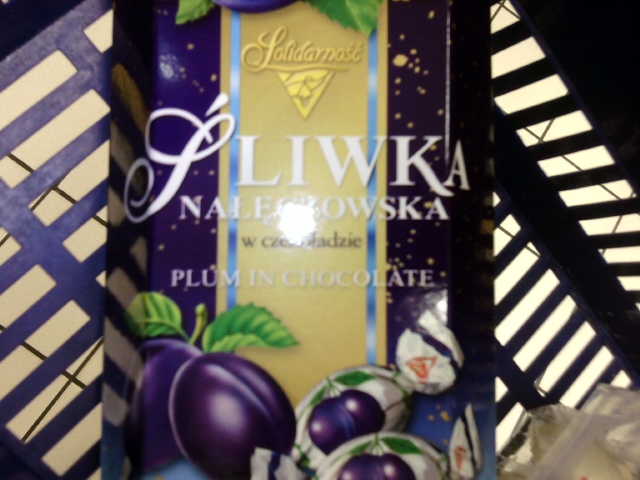 Solidarność
ŚLIWKA
NAŁĘCZOWSKA
w czekoladzie
PLUM IN CHOCOLATE